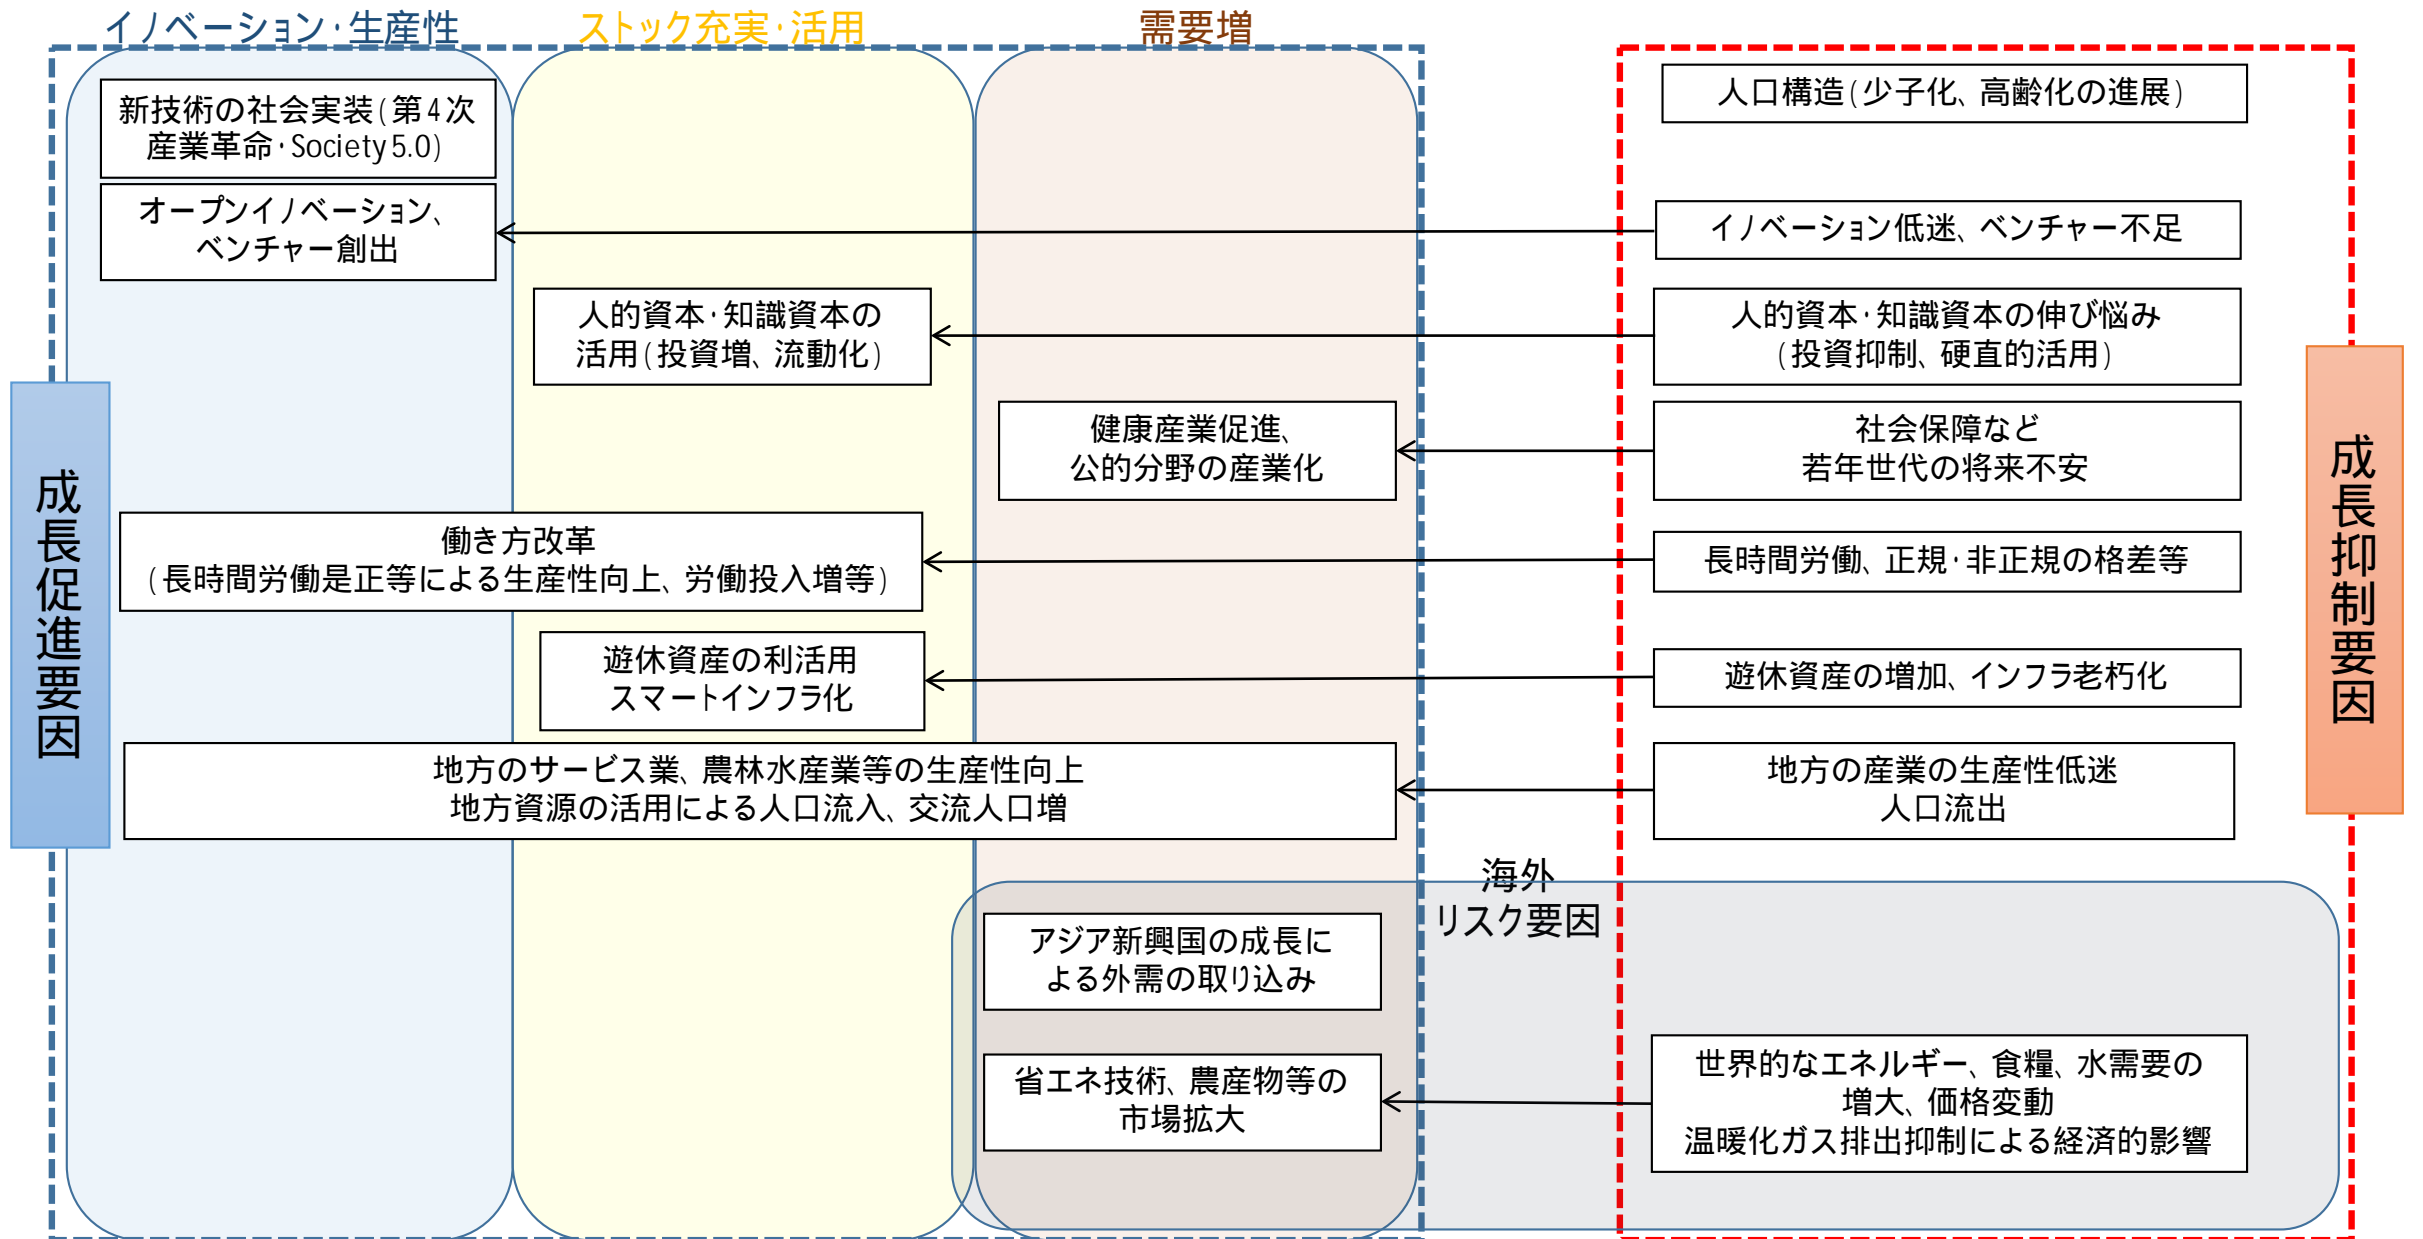 イノベーション・生産性
ストック充実・活用
需要増
新技術の社会実装(第4次
産業革命・Society5.0)
オープンイノベーション、
ベンチャー創出
人的資本・知識資本の
活用(投資増、流動化)
健康産業促進、
公的分野の産業化
働き方改革
(長時間労働是正等による生産性向上、労働投入増等)
遊休資産の利活用
スマートインフラ化
地方のサービス業、農林水産業等の生産性向上
地方資源の活用による人口流入、交流人口増
アジア新興国の成長に
よる外需の取り込み
省エネ技術、農産物等の
市場拡大
成長促進要因
海外
リスク要因
人口構造(少子化、高齢化の進展)
イノベーション低迷、ベンチャー不足
人的資本・知識資本の伸び悩み
(投資抑制、硬直的活用)
社会保障など
若年世代の将来不安
長時間労働、正規・非正規の格差等
遊休資産の増加、インフラ老朽化
地方の産業の生産性低迷
人口流出
世界的なエネルギー、食糧、水需要の
増大、価格変動
温暖化ガス排出抑制による経済的影響
成長抑制要因